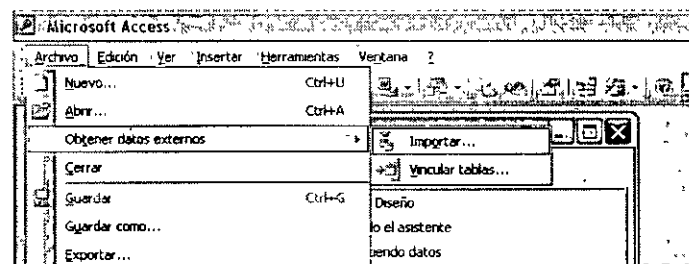 Microsoft Access
Archivo Edición Ver Insertar Herramientas Ventana ?
Nuevo... Ctrl+U
Abrir... Ctrl+A
Obtener datos externos
Importar...
Cerrar
Vincular tablas...
Guardar Ctrl+G
Diseño
Guardar como...
lo el asistente
Exportar...
endo datos